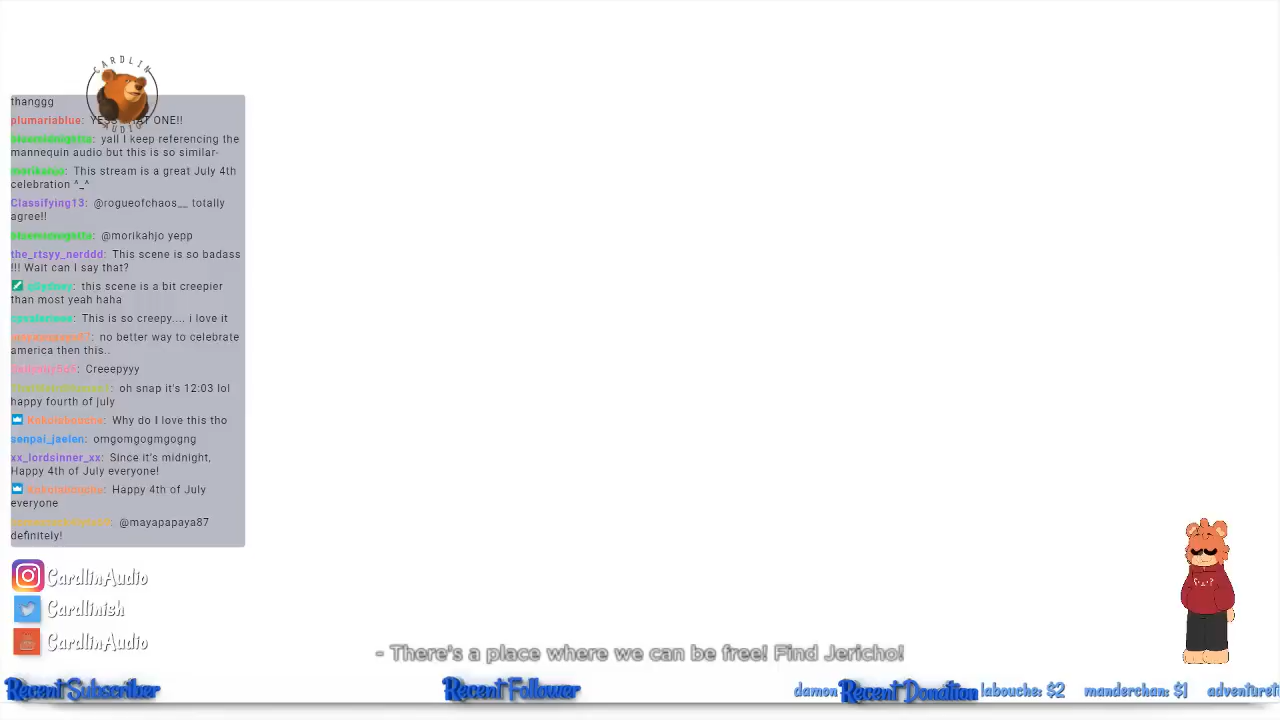 CARDLIN
AUDIO
thanggg
plumariablue: YESS THAT ONE!!
yall I keep referencing the
mannequin audio but this is so similar-
morikahjo: This stream is a great July 4th
celebration ^_^
Classifying13: @rogueofchaos__ totally
agree!!
@morikahjo yepp
the_rtsyy_nerddd: This scene is so badass
!!! Wait can I say that?
this scene is a bit creepier
than most yeah haha
This is so creepy.... i love it
no better way to celebrate
america then this..
Creeepyyy
oh snap it's 12:03 lol
happy fourth of july
Why do I love this tho
senpai_jaelen: omgomgogmgogng
xx_lordsinner_xx: Since it's midnight,
Happy 4th of July everyone!
Happy 4th of July
everyone
@mayapapaya87
definitely!
CardlinAudio
Cardlinish
CardlinAudio
- There's a place where we can be free! Find Jericho!
Recent Subscriber Recent Follower damon Recent Donation labouche: $2 manderchan: $1 adventuret